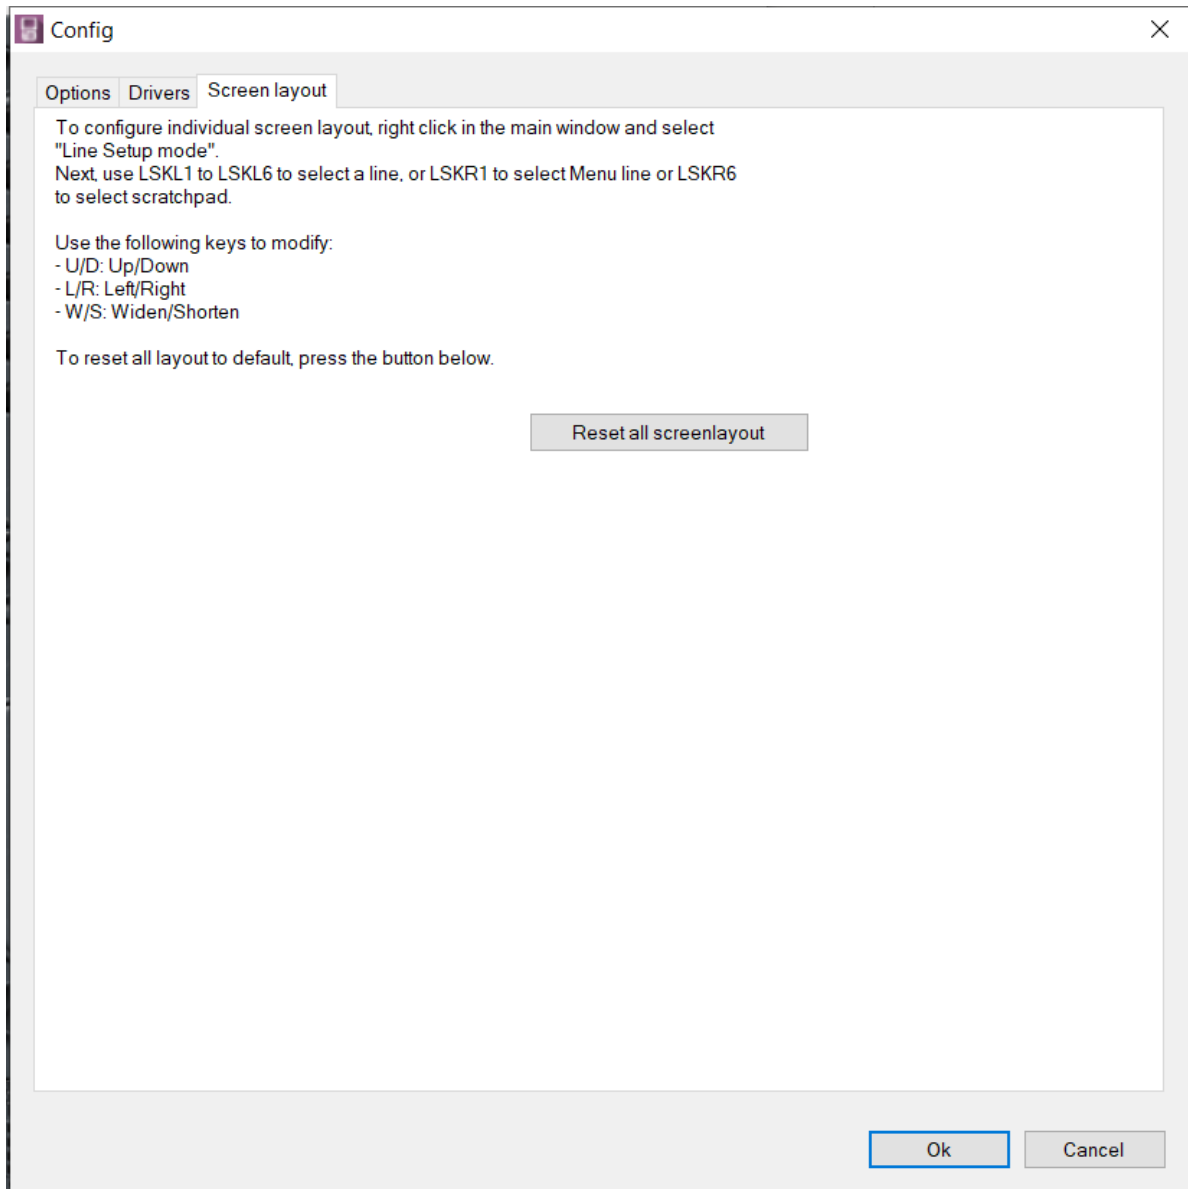 Config
Options
Drivers
Screen layout
To configure individual screen layout, right click in the main window and select
"Line Setup mode".
Next, use LSKL1 to LSKL6 to select a line, or LSKR1 to select Menu line or LSKR6
to select scratchpad.
Use the following keys to modify:
- U/D: Up/Down
- L/R: Left/Right
- W/S: Widen/Shorten
To reset all layout to default, press the button below.
Reset all screenlayout
Ok
Cancel